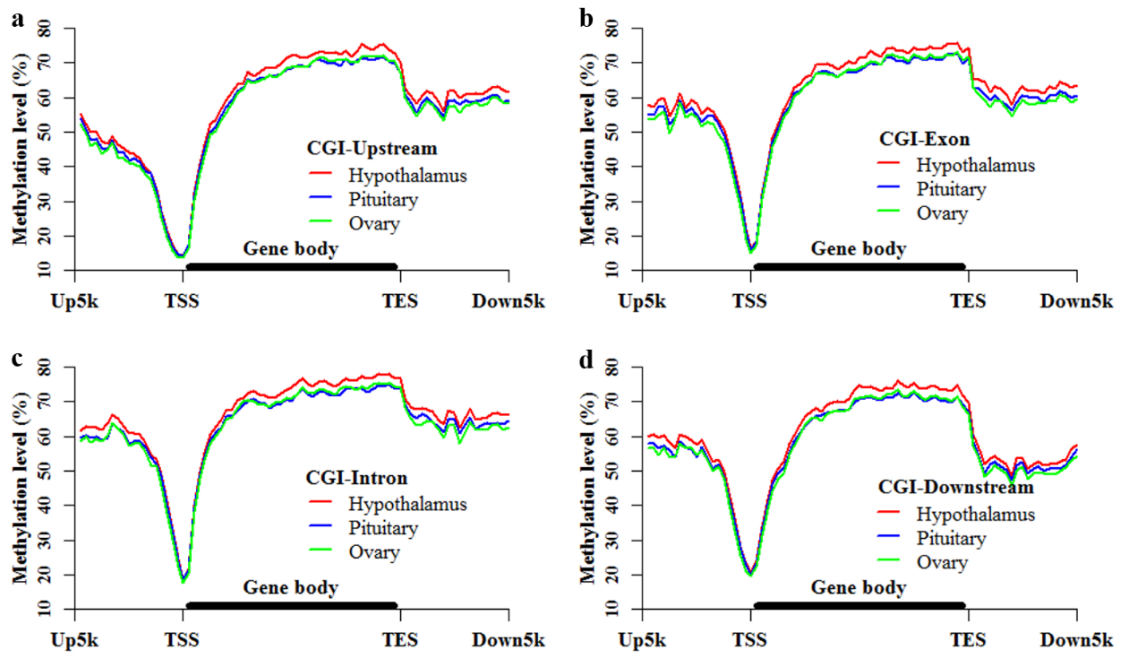 a
Methylation level (%)
80
70
60
50
40
30
20
10
CGI-Upstream
Hypothalamus
Pituitary
Ovary
Gene body
Up5k TSS TES Down5k
b
Methylation level (%)
80
70
60
50
40
30
20
10
CGI-Exon
Hypothalamus
Pituitary
Ovary
Gene body
Up5k TSS TES Down5k
c
Methylation level (%)
80
70
60
50
40
30
20
10
CGI-Intron
Hypothalamus
Pituitary
Ovary
Gene body
Up5k TSS TES Down5k
d
Methylation level (%)
80
70
60
50
40
30
20
10
CGI-Downstream
Hypothalamus
Pituitary
Ovary
Gene body
Up5k TSS TES Down5k